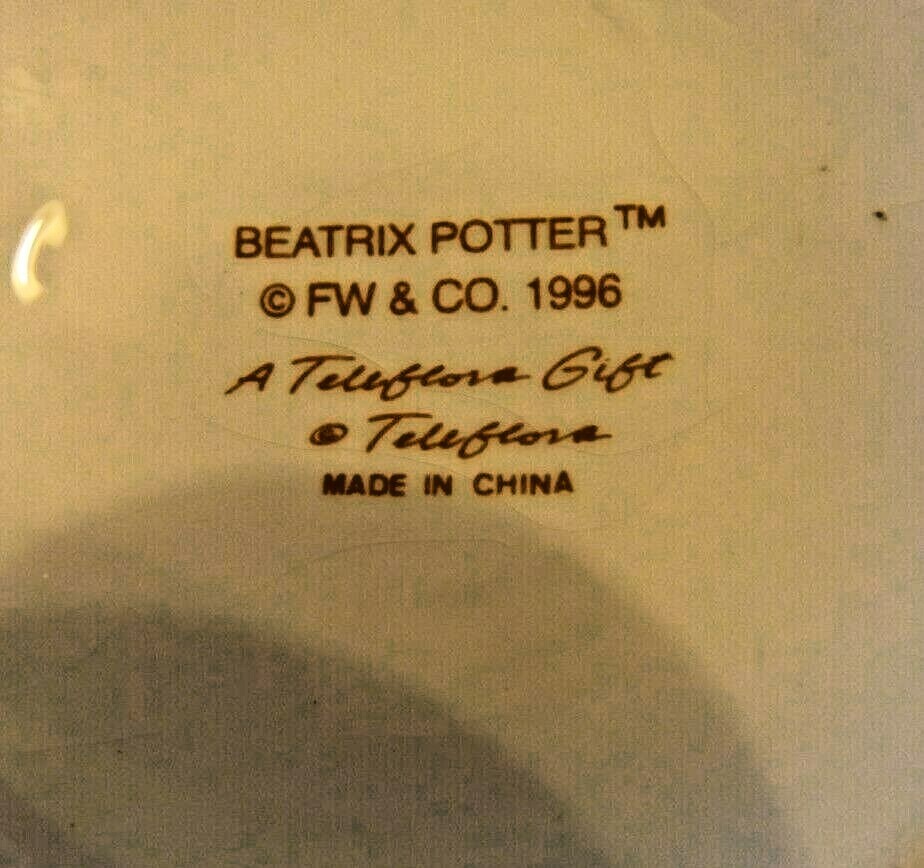 BEATRIX POTTER™
© FW & CO. 1996
A Teleflora Gift
© Teleflora
MADE IN CHINA